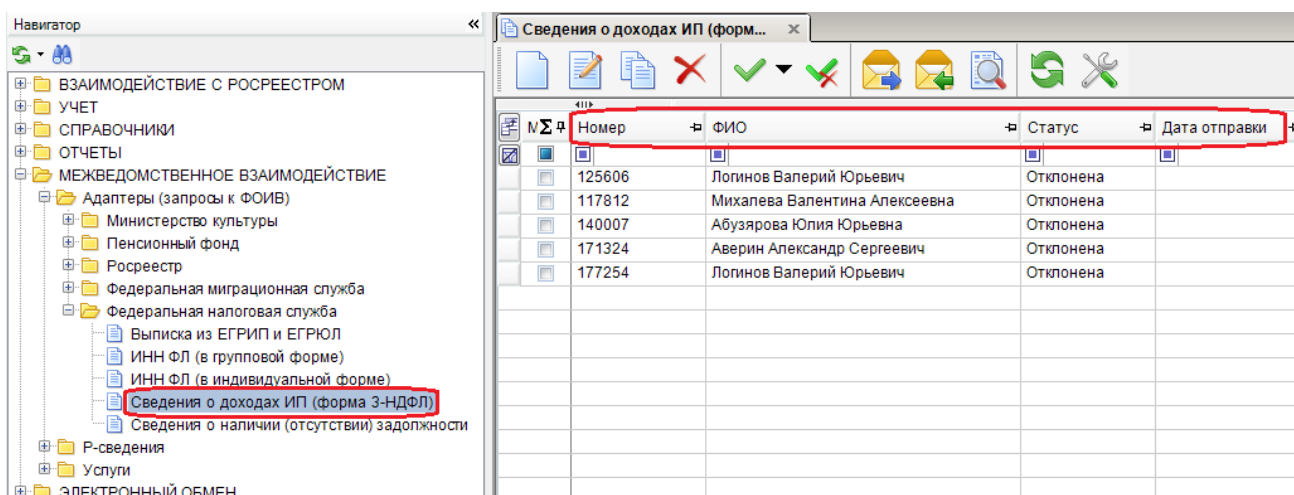 Навигатор
«
ВЗАИМОДЕЙСТВИЕ С РОСРЕЕСТРОМ
УЧЕТ
СПРАВОЧНИКИ
ОТЧЕТЫ
МЕЖВЕДОМСТВЕННОЕ ВЗАИМОДЕЙСТВИЕ
Адаптеры (запросы к ФОИВ)
Министерство культуры
Пенсионный фонд
Росреестр
Федеральная миграционная служба
Федеральная налоговая служба
Выписка из ЕГРИП и ЕГРЮЛ
ИНН ФЛ (в групповой форме)
ИНН ФЛ (в индивидуальной форме)
Сведения о доходах ИП (форма 3-НДФЛ)
Сведения о наличии (отсутствии) задолжности
Р-сведения
Услуги
ЭЛЕКТРОННЫЙ ОБМЕН
Сведения о доходах ИП (форм...
Σ Номер ФИО Статус Дата отправки
125606 Логинов Валерий Юрьевич Отклонена
117812 Михалева Валентина Алексеевна Отклонена
140007 Абузярова Юлия Юрьевна Отклонена
171324 Аверин Александр Сергеевич Отклонена
177254 Логинов Валерий Юрьевич Отклонена